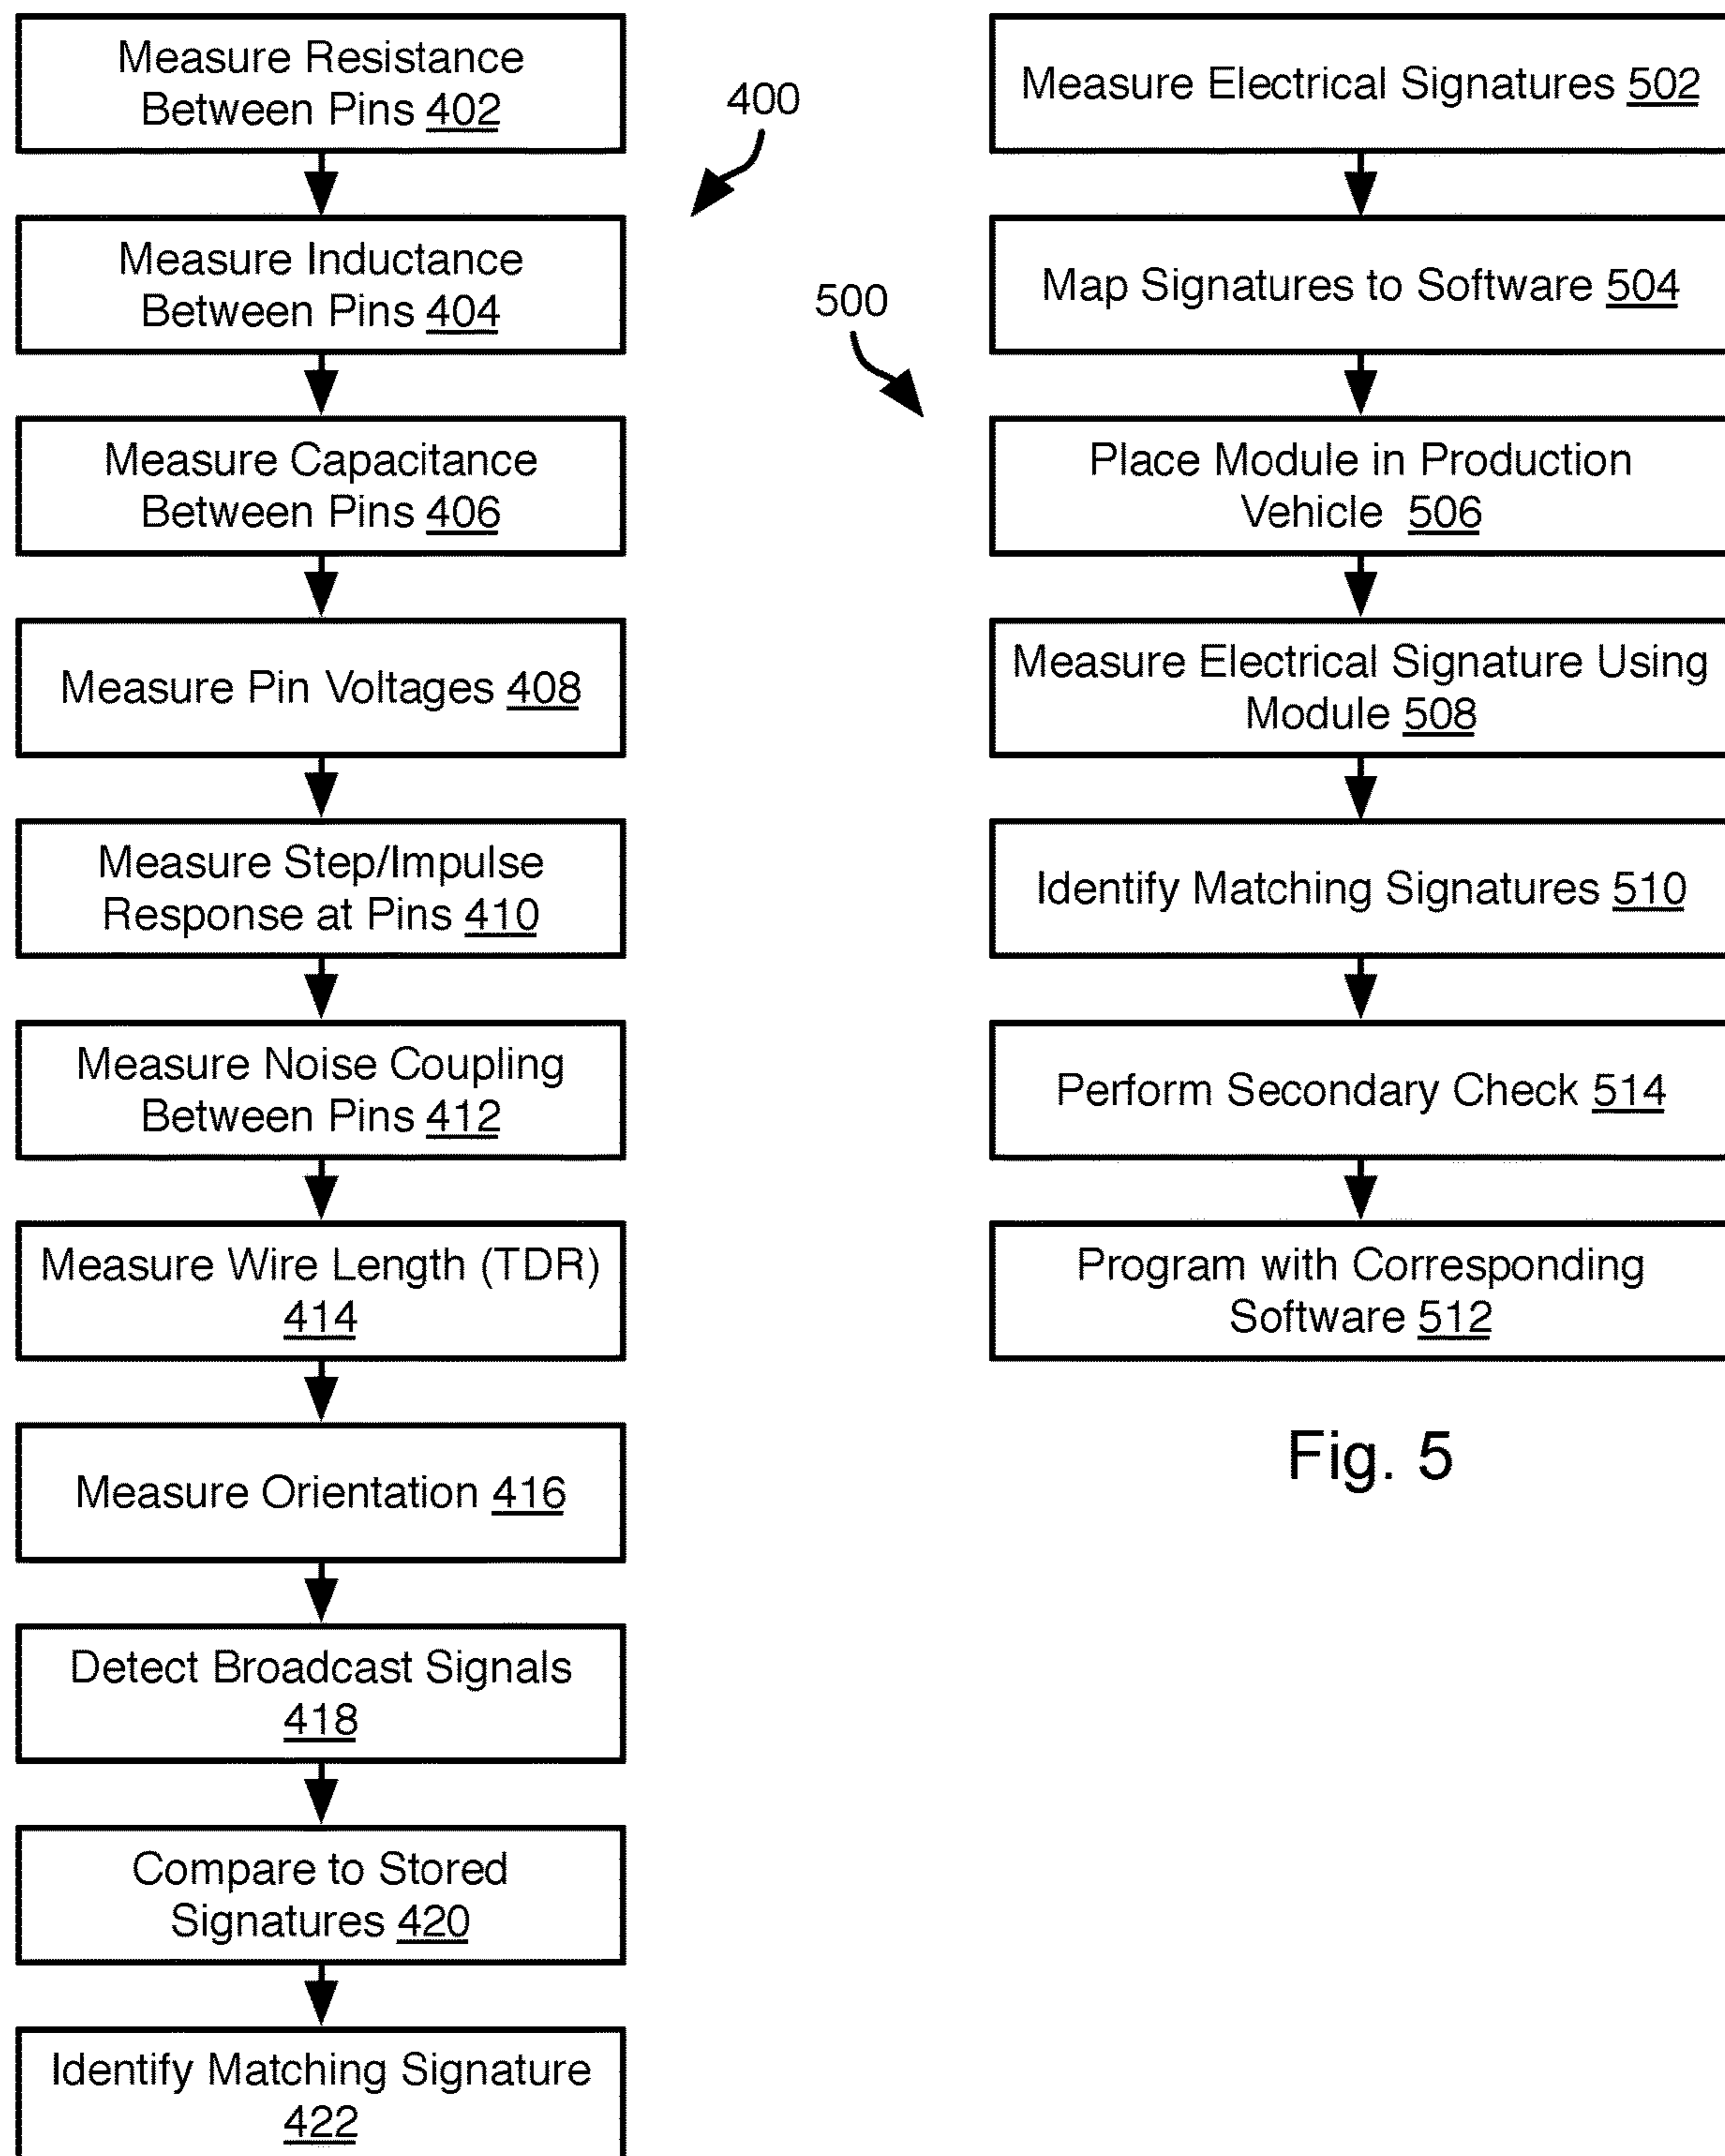 Measure Resistance
Between Pins 402
400
Measure Inductance
Between Pins 404
Measure Capacitance
Between Pins 406
Measure Pin Voltages 408
Measure Step/Impulse
Response at Pins 410
Measure Noise Coupling
Between Pins 412
Measure Wire Length (TDR)
414
Measure Orientation 416
Detect Broadcast Signals
418
Compare to Stored
Signatures 420
Identify Matching Signature
422
500
Measure Electrical Signatures 502
Map Signatures to Software 504
Place Module in Production
Vehicle 506
Measure Electrical Signature Using
Module 508
Identify Matching Signatures 510
Perform Secondary Check 514
Program with Corresponding
Software 512
Fig. 5